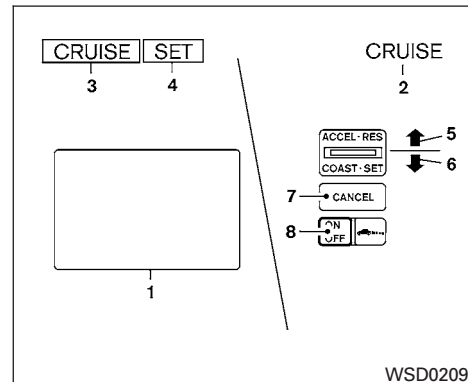 CRUISE SET
3 4
CRUISE
2
1
ACCEL·RES
COAST·SET
5
6
7 CANCEL
8 ON
OFF
WSD0209